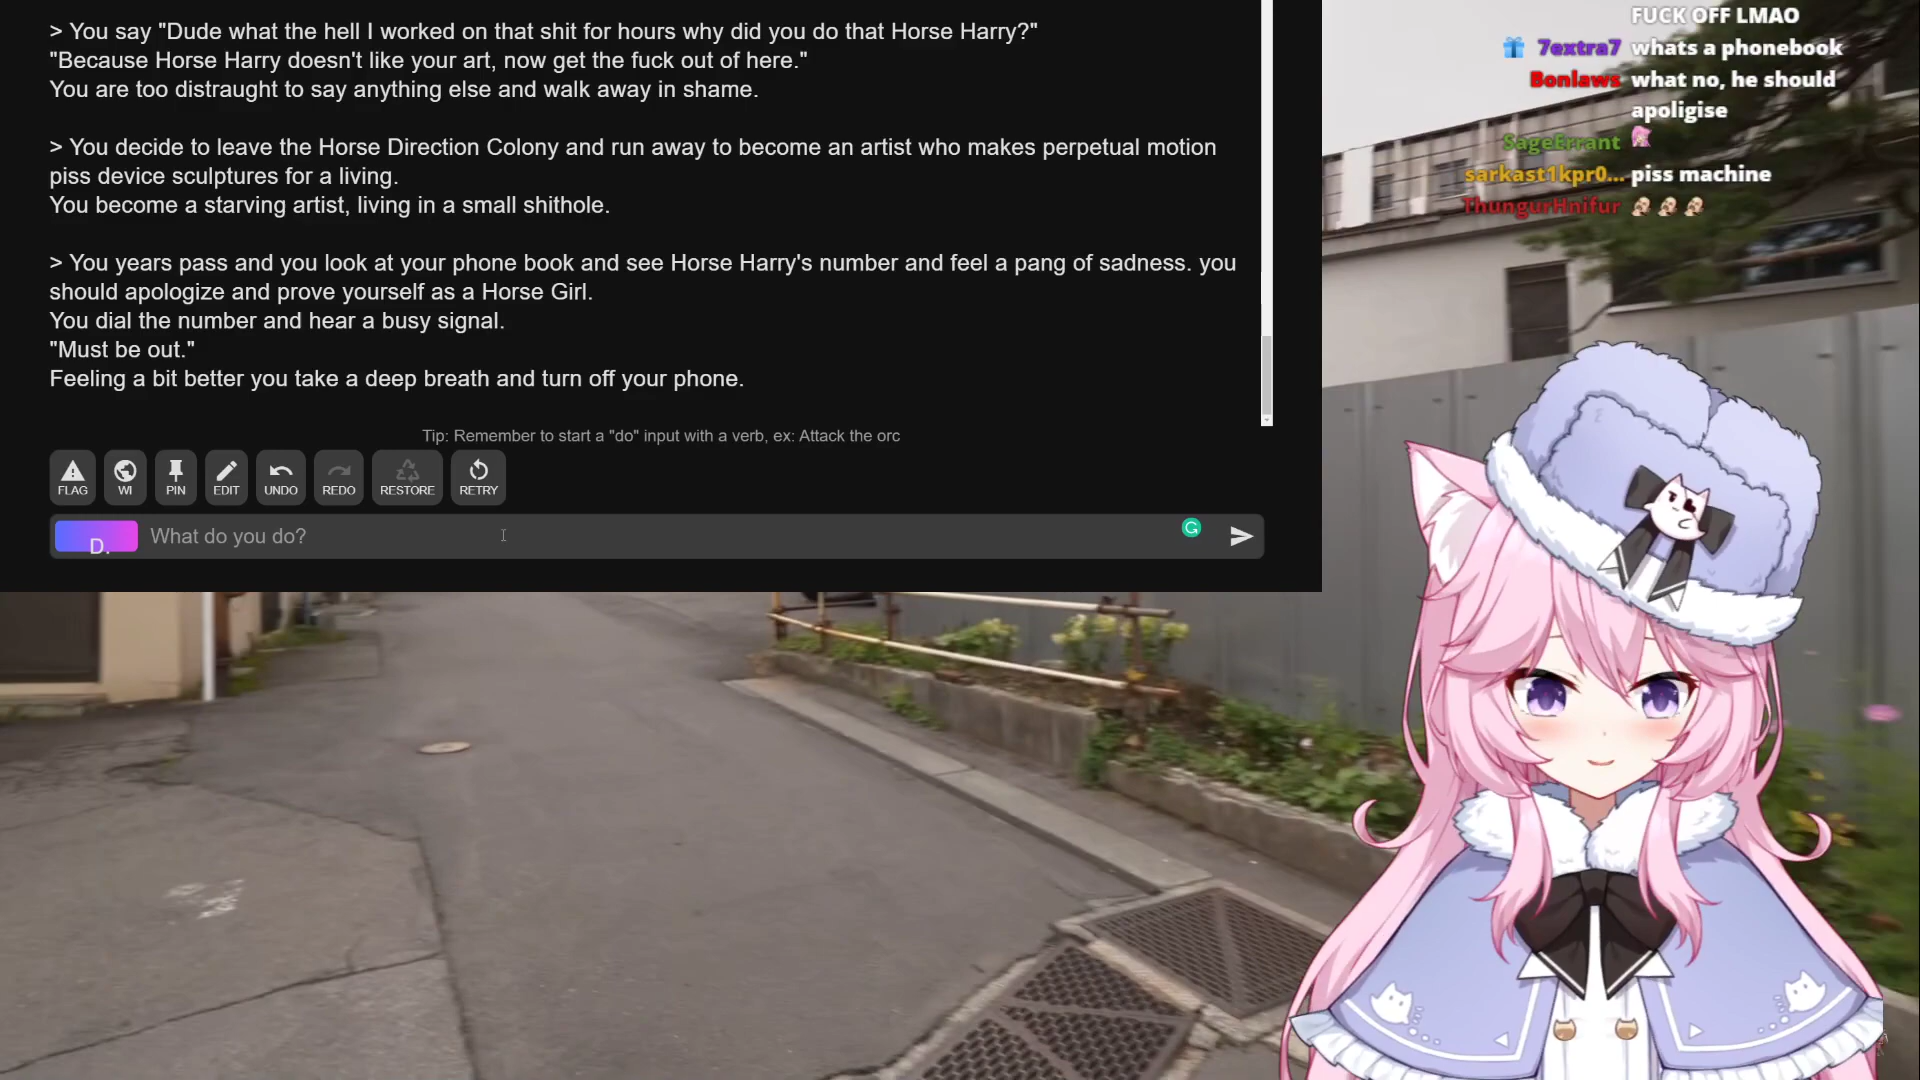 > You say "Dude what the hell I worked on that shit for hours why did you do that Horse Harry?"
"Because Horse Harry doesn't like your art, now get the fuck out of here."
You are too distraught to say anything else and walk away in shame.
> You decide to leave the Horse Direction Colony and run away to become an artist who makes perpetual motion
piss device sculptures for a living.
You become a starving artist, living in a small shithole.
> You years pass and you look at your phone book and see Horse Harry's number and feel a pang of sadness. you
should apologize and prove yourself as a Horse Girl.
You dial the number and hear a busy signal.
"Must be out."
Feeling a bit better you take a deep breath and turn off your phone.
Tip: Remember to start a "do" input with a verb, ex: Attack the orc
FLAG WI PIN EDIT UNDO REDO RESTORE RETRY
D. What do you do?
FUCK OFF LMAO
7extra7 whats a phonebook
Bonlaws what no, he should
apoligise
SageErrant
sarkast1kpr0... piss machine
ThungurHnifur